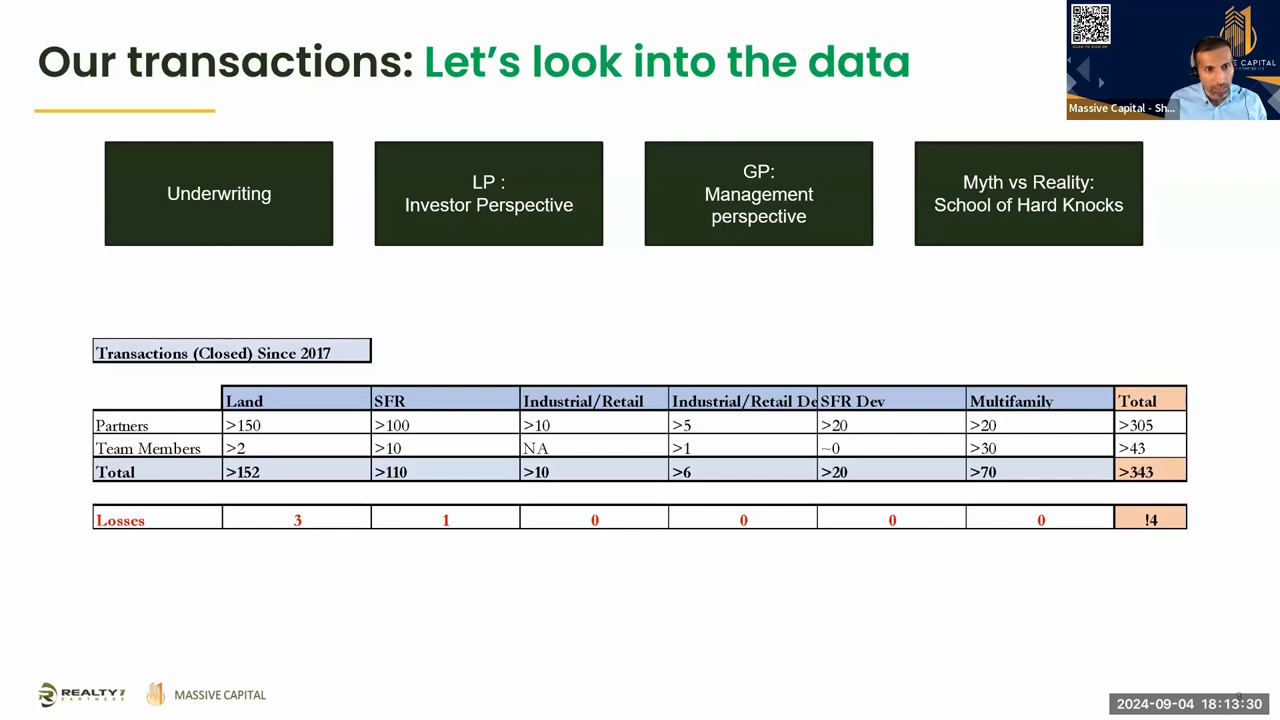 Our transactions: Let's look into the data
Underwriting
LP :
Investor Perspective
GP:
Management
perspective
Myth vs Reality:
School of Hard Knocks
Massive Capital - Sh...
Transactions (Closed) Since 2017
Land SFR Industrial/Retail Industrial/Retail De SFR Dev Multifamily Total
Partners >150 >100 >10 >5 >20 >20 >305
Team Members >2 >10 NA >1 ~0 >30 >43
Total >152 >110 >10 >6 >20 >70 >343
Losses 3 1 0 0 0 0 !4
REALTY
PARTNERS
MASSIVE CAPITAL
2024-09-04 18:13:30